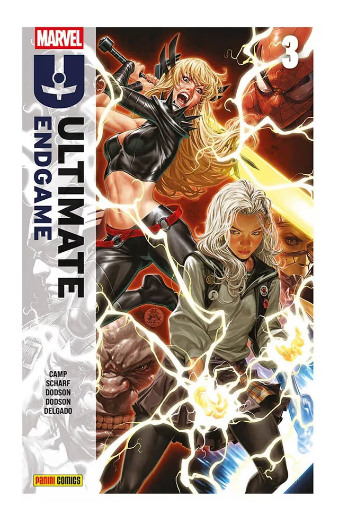 MARVEL
3
ULTIMATE
ENDGAME
CAMP
SCHARF
DODSON
DODSON
DELGADO
PANINI COMICS